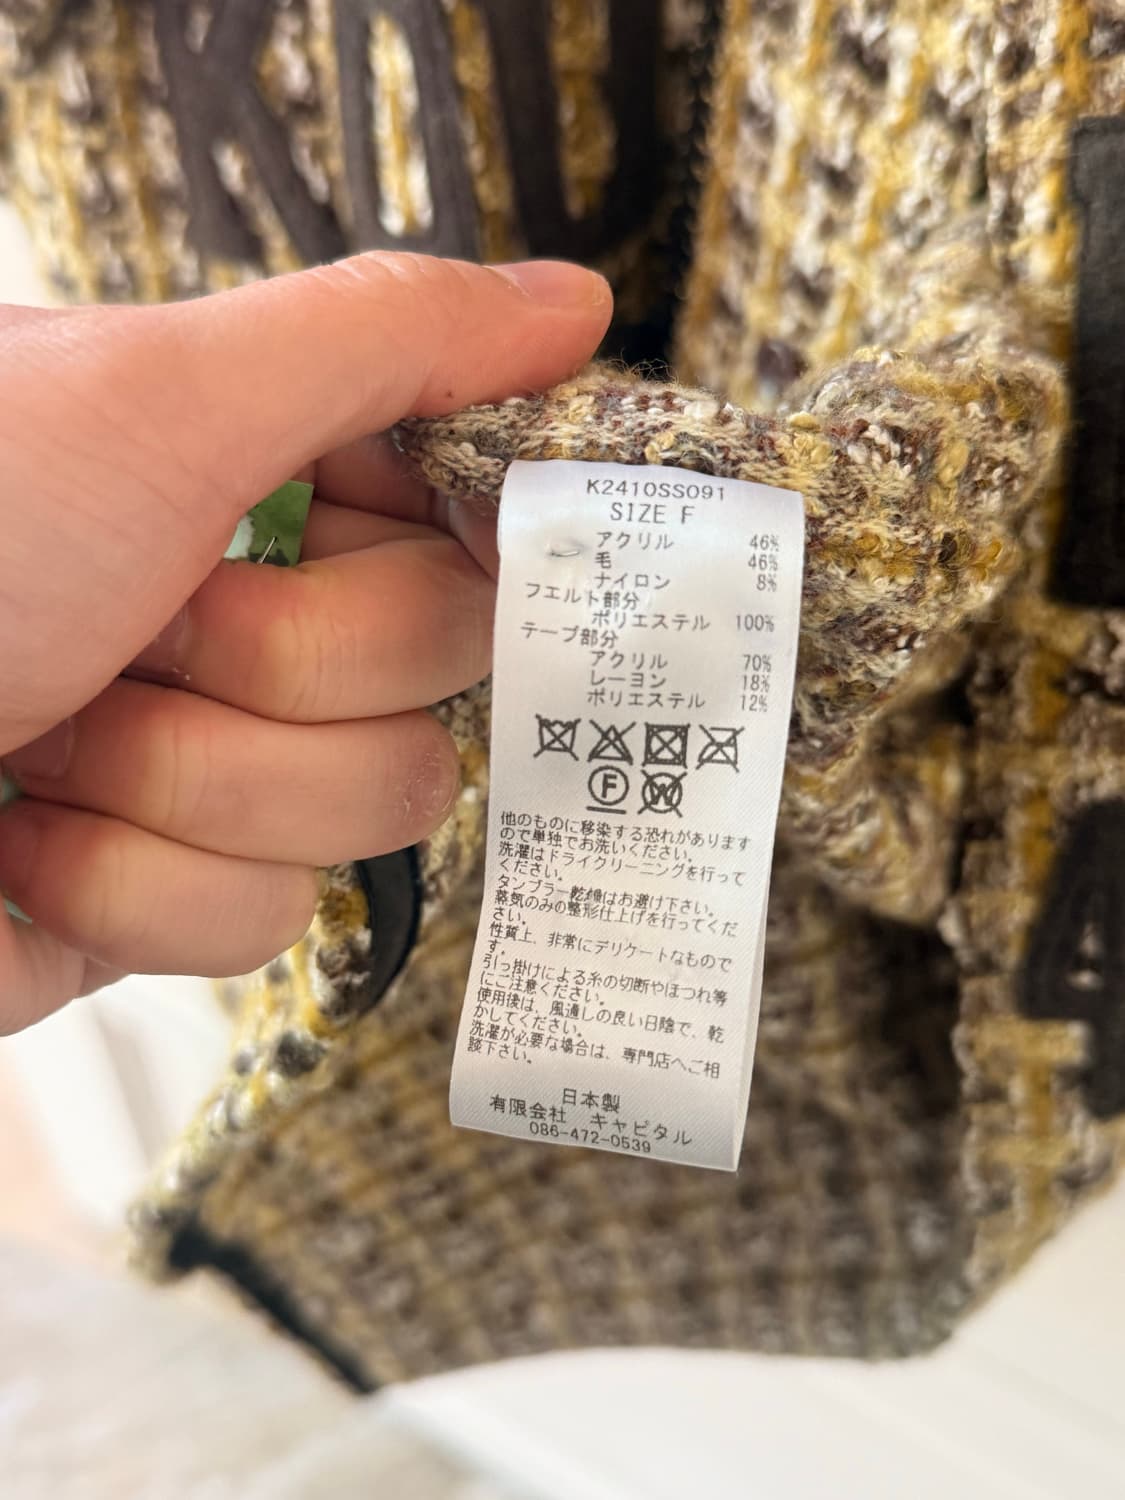 K2410SS091
SIZE F
アクリル 46%
毛 46%
ナイロン 8%
フエルト部分
ポリエステル 100%
テープ部分
アクリル 70%
レーヨン 18%
ポリエステル 12%
F W
他のものに移染する恐れがあります
ので単独でお洗いください。
洗濯はドライクリーニングを行って
ください。
タンブラー乾燥はお避け下さい。
蒸気のみの整形仕上げを行ってくだ
さい。
性質上、非常にデリケートなもので
す。
引っ掛けによる糸の切断やほつれ等
にご注意ください。
使用後は、風通しの良い日陰で、乾
かしてください。
洗濯が必要な場合は、専門店へご相
談下さい。
日本製
有限会社 キャピタル
086-472-0539